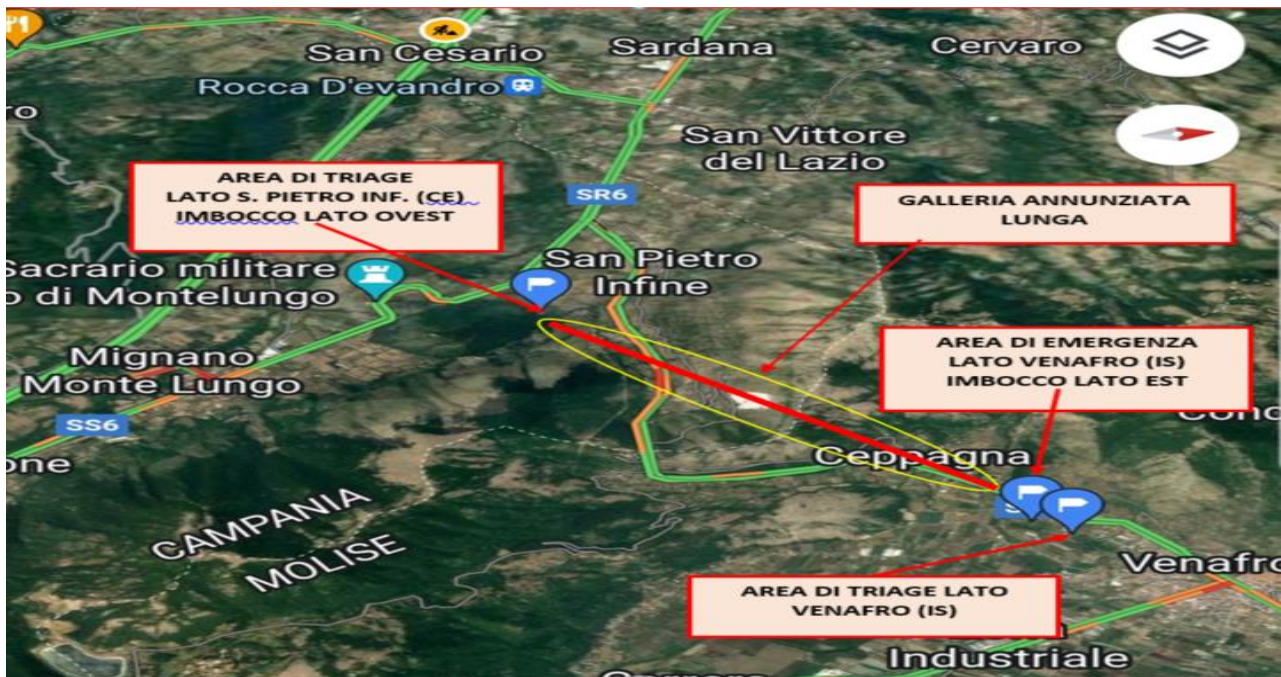 San Cesario
Sardana
Cervaro
Rocca D'evandro
San Vittore
del Lazio
AREA DI TRIAGE
LATO S. PIETRO INF. (CE)
IMBOCCO LATO OVEST
SR6
GALLERIA ANNUNZIATA
LUNGA
San Pietro
Infine
Sacrario militare
o di Montelungo
AREA DI EMERGENZA
LATO VENAFRO (IS)
IMBOCCO LATO EST
Mignano
Monte Lungo
SS6
one
Ceppagna
CAMPANIA
MOLISE
Venafro
AREA DI TRIAGE LATO
VENAFRO (IS)
Industriale